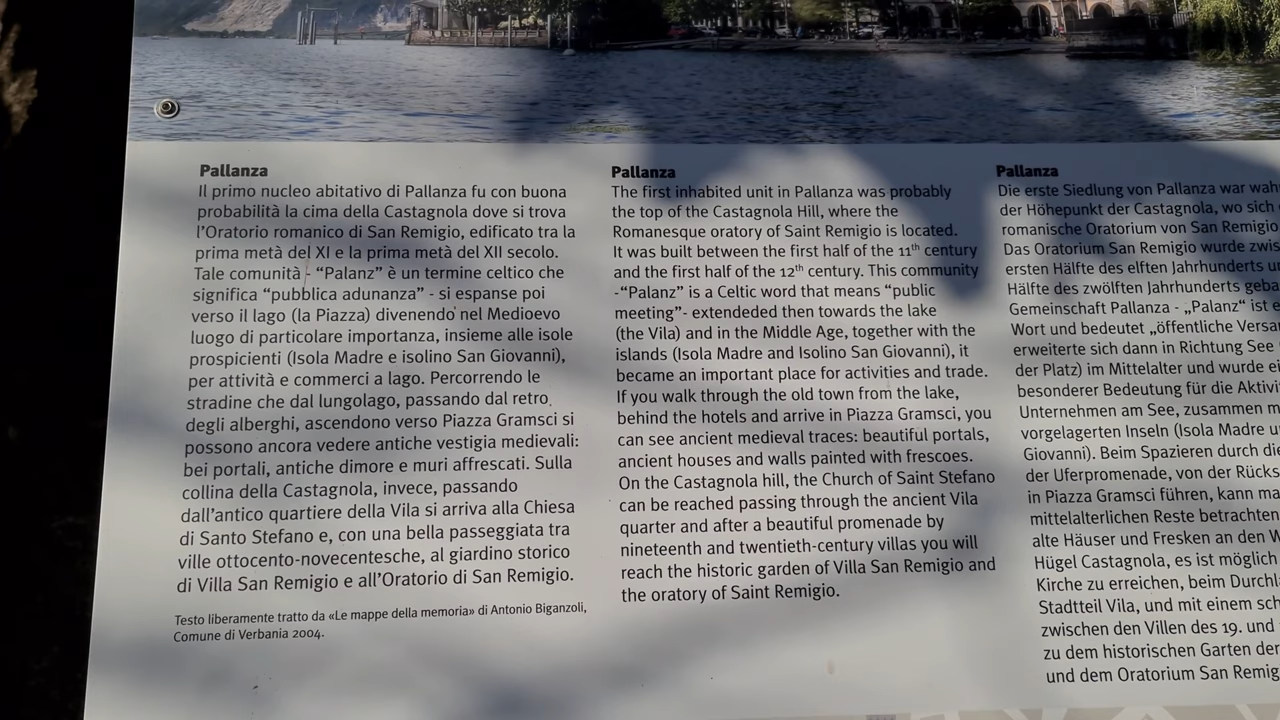 Pallanza
Il primo nucleo abitativo di Pallanza fu con buona
probabilità la cima della Castagnola dove si trova
l'Oratorio romanico di San Remigio, edificato tra la
prima metà del XI e la prima metà del XII secolo.
Tale comunità - “Palanz” è un termine celtico che
significa “pubblica adunanza” - si espanse poi
verso il lago (la Piazza) divenendo nel Medioevo
luogo di particolare importanza, insieme alle isole
prospicienti (Isola Madre e isolino San Giovanni),
per attività e commerci a lago. Percorrendo le
stradine che dal lungolago, passando dal retro
degli alberghi, ascendono verso Piazza Gramsci si
possono ancora vedere antiche vestigia medievali:
bei portali, antiche dimore e muri affrescati. Sulla
collina della Castagnola, invece, passando
dall'antico quartiere della Vila si arriva alla Chiesa
di Santo Stefano e, con una bella passeggiata tra
ville ottocento-novecentesche, al giardino storico
di Villa San Remigio e all'Oratorio di San Remigio.
Testo liberamente tratto da «Le mappe della memoria» di Antonio Biganzoli,
Comune di Verbania 2004.
Pallanza
The first inhabited unit in Pallanza was probably
the top of the Castagnola Hill, where the
Romanesque oratory of Saint Remigio is located.
It was built between the first half of the 11th century
and the first half of the 12th century. This community
-“Palanz” is a Celtic word that means “public
meeting”- extendeded then towards the lake
(the Vila) and in the Middle Age, together with the
islands (Isola Madre and Isolino San Giovanni), it
became an important place for activities and trade.
If you walk through the old town from the lake,
behind the hotels and arrive in Piazza Gramsci, you
can see ancient medieval traces: beautiful portals,
ancient houses and walls painted with frescoes.
On the Castagnola hill, the Church of Saint Stefano
can be reached passing through the ancient Vila
quarter and after a beautiful promenade by
nineteenth and twentieth-century villas you will
reach the historic garden of Villa San Remigio and
the oratory of Saint Remigio.
Pallanza
Die erste Siedlung von Pallanza war
der Höhepunkt der Castagnola, wo sich
romanische Oratorium von San Remigio
Das Oratorium San Remigio wurde
ersten Hälfte des elften Jahrhunderts
Hälfte des zwölften Jahrhunderts
Gemeinschaft Pallanza - „Palanz“ ist
Wort und bedeutet „öffentliche
erweiterte sich dann in Richtung See
der Platz) im Mittelalter und wurde
besonderer Bedeutung für die
Unternehmen am See, zusammen
vorgelagerten Inseln (Isola Madre
Giovanni). Beim Spazieren durch
der Uferpromenade, von der
in Piazza Gramsci führen, kann
mittelalterlichen Reste betrachten
alte Häuser und Fresken an den
Hügel Castagnola, es ist möglich
Kirche zu erreichen, beim
Stadtteil Vila, und mit einem
zwischen den Villen des 19. und
zu dem historischen Garten der
und dem Oratorium San